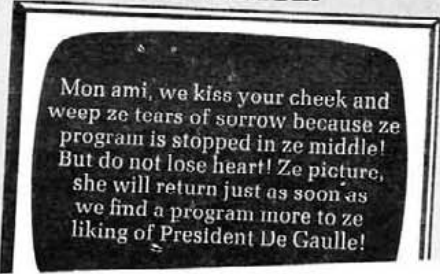 Mon ami, we kiss your cheek and
weep ze tears of sorrow because ze
program is stopped in ze middle!
But do not lose heart! Ze picture,
she will return just as soon as
we find a program more to ze
liking of President De Gaulle!